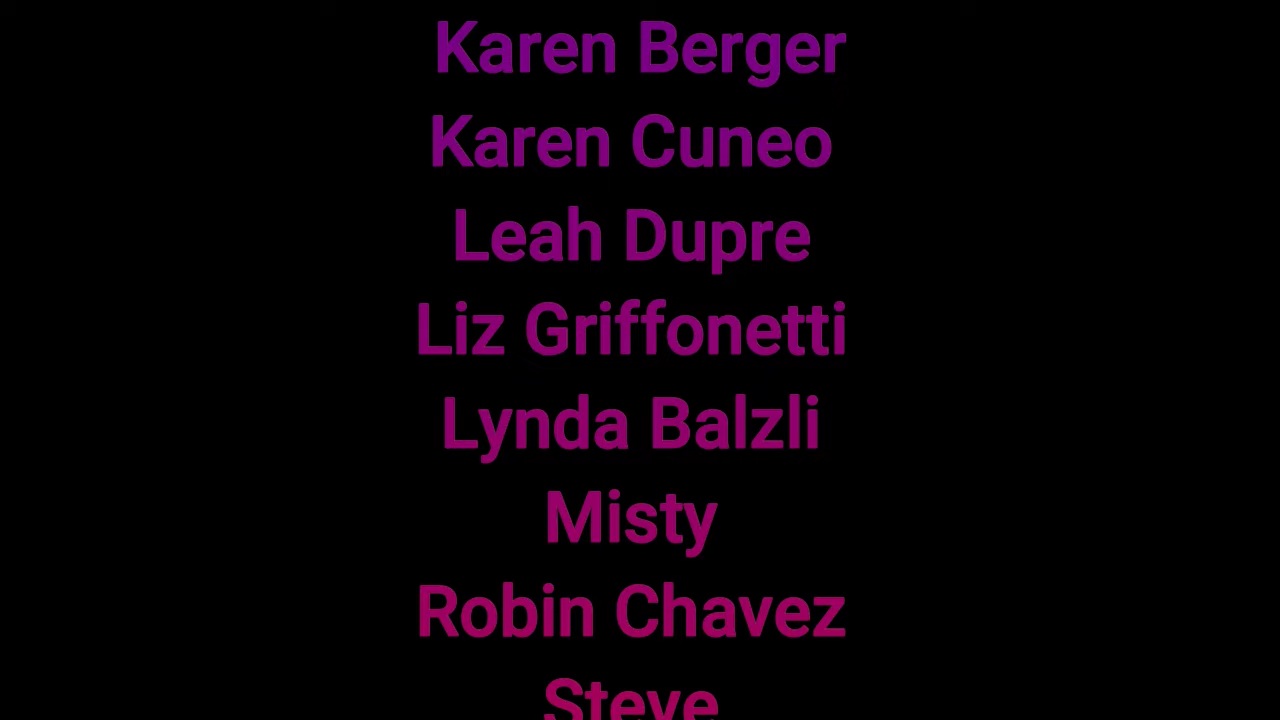 Karen Berger
Karen Cuneo
Leah Dupre
Liz Griffonetti
Lynda Balzli
Misty
Robin Chavez
Steve